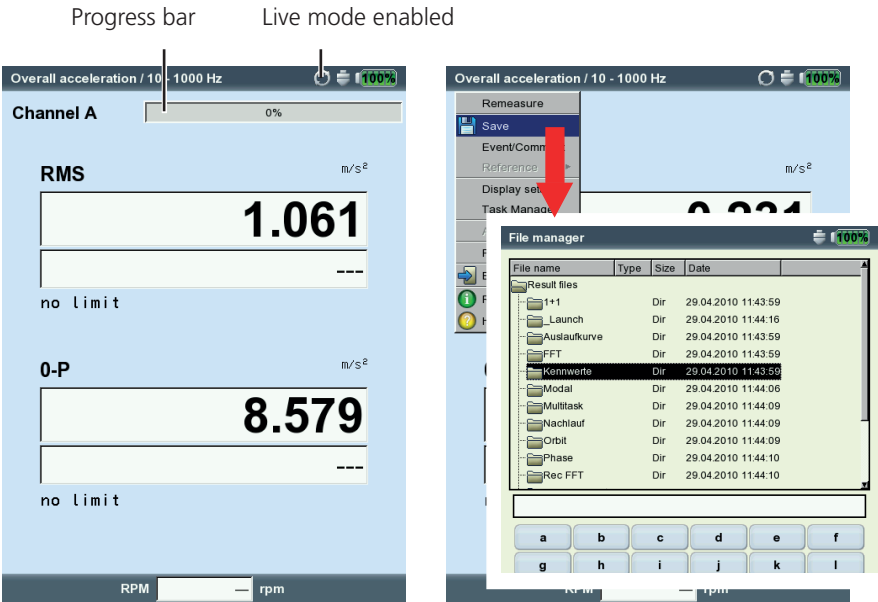 Progress bar
Live mode enabled
Overall acceleration / 10 - 1000 Hz
100%
Channel A
0%
RMS
m/s²
1.061
---
no limit
0-P
m/s²
8.579
---
no limit
RPM — rpm
Overall acceleration / 10 - 1000 Hz
100%
Remeasure
Save
Reference
m/s²
File manager
100%
File name Type Size Date
Result files
1+1 Dir 29.04.2010 11:43:59
_Launch Dir 29.04.2010 11:44:16
Auslaufkurve Dir 29.04.2010 11:43:59
FFT Dir 29.04.2010 11:43:59
Kennwerte Dir 29.04.2010 11:43:59
Modal Dir 29.04.2010 11:44:06
Multitask Dir 29.04.2010 11:44:09
Nachlauf Dir 29.04.2010 11:44:09
Orbit Dir 29.04.2010 11:44:09
Phase Dir 29.04.2010 11:44:10
Rec FFT Dir 29.04.2010 11:44:10
a b c d e f
g h i j k l